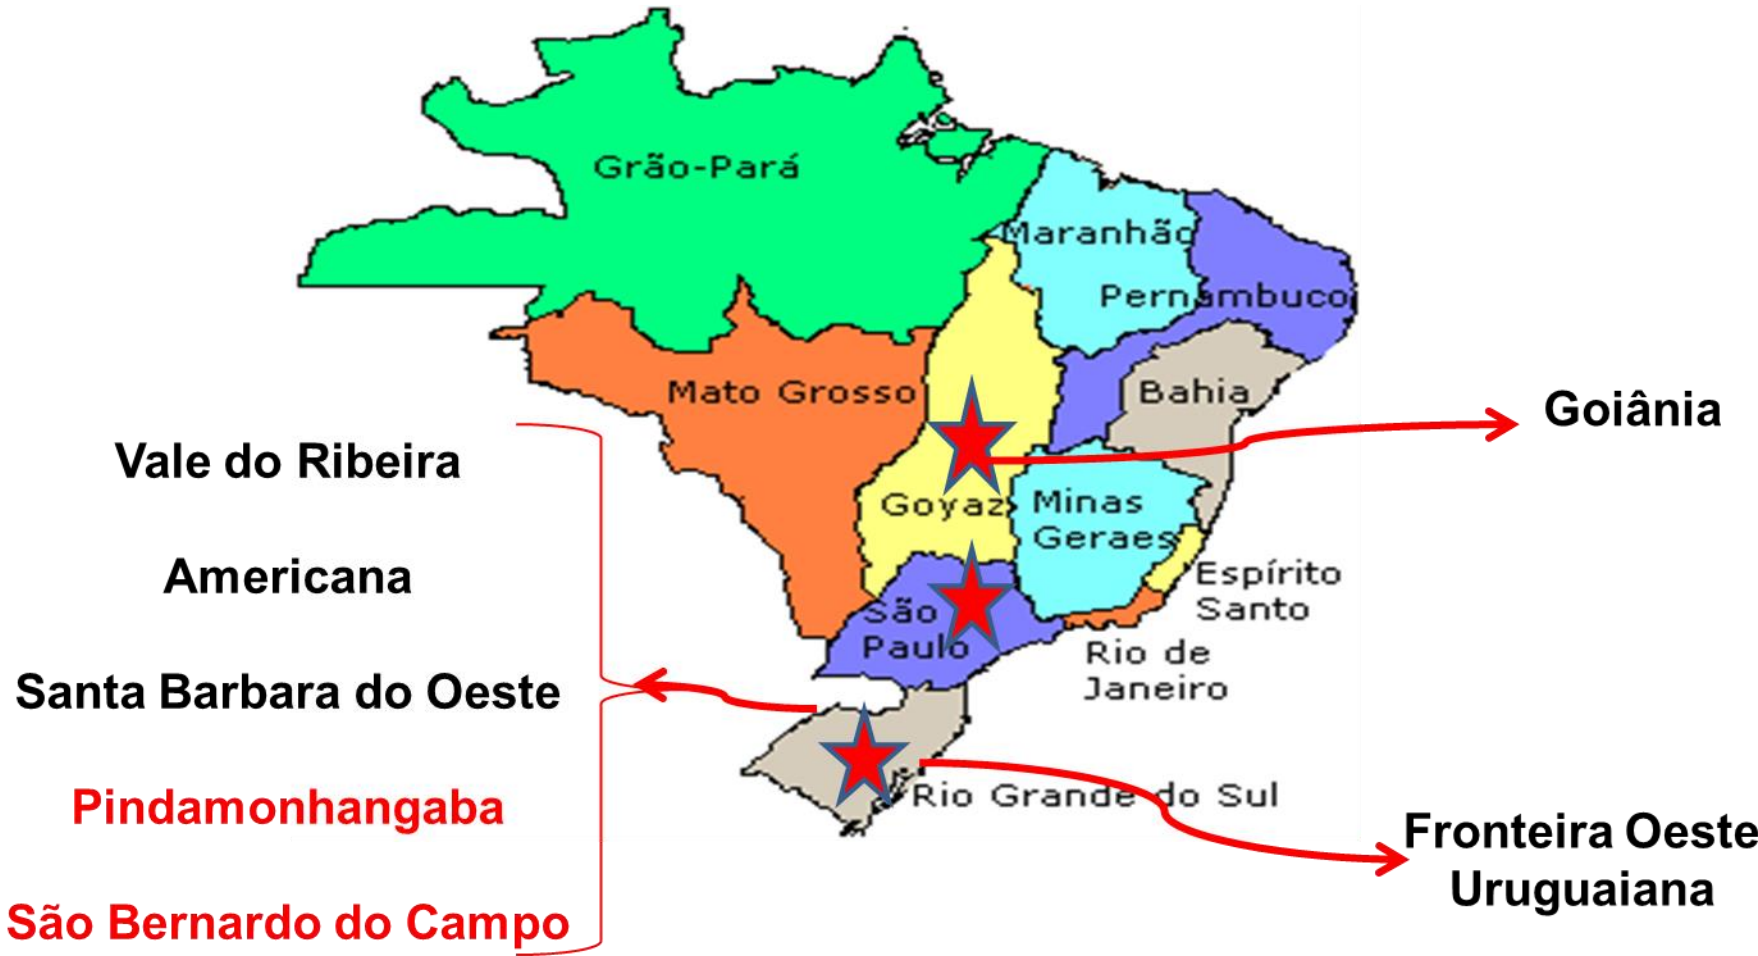 Grão-Pará
Maranhão
Pernambuco
Mato Grosso
Bahia
Goiânia
Vale do Ribeira
Goyaz
Minas
Geraes
Americana
Espírito
Santo
São
Paulo
Rio de
Janeiro
Santa Barbara do Oeste
Pindamonhangaba
Rio Grande do Sul
Fronteira Oeste
Uruguaiana
São Bernardo do Campo